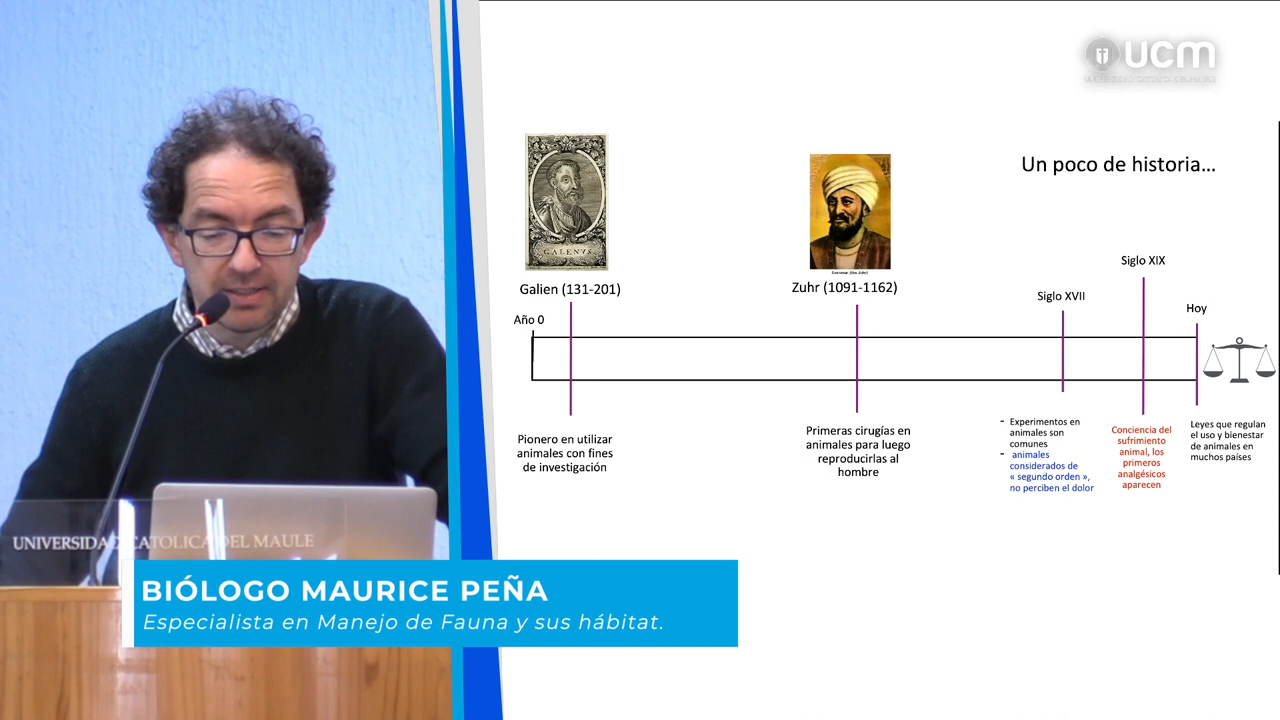 ucm
Un poco de historia...
GALENVS.
Galien (131-201)
Zuhr (1091-1162)
Siglo XIX
Siglo XVII
Hoy
Año 0
Pionero en utilizar
animales con fines
de investigación
Primeras cirugías en
animales para luego
reproducirlas al
hombre
- Experimentos en
animales son
comunes
- animales
considerados de
« segundo orden »,
no perciben el dolor
Conciencia del
sufrimiento
animal, los
primeros
analgésicos
aparecen
Leyes que regulan
el uso y bienestar
de animales en
muchos países
UNIVERSIDAD CATOLICA DEL MAULE
BIÓLOGO MAURICE PEÑA
Especialista en Manejo de Fauna y sus hábitat.